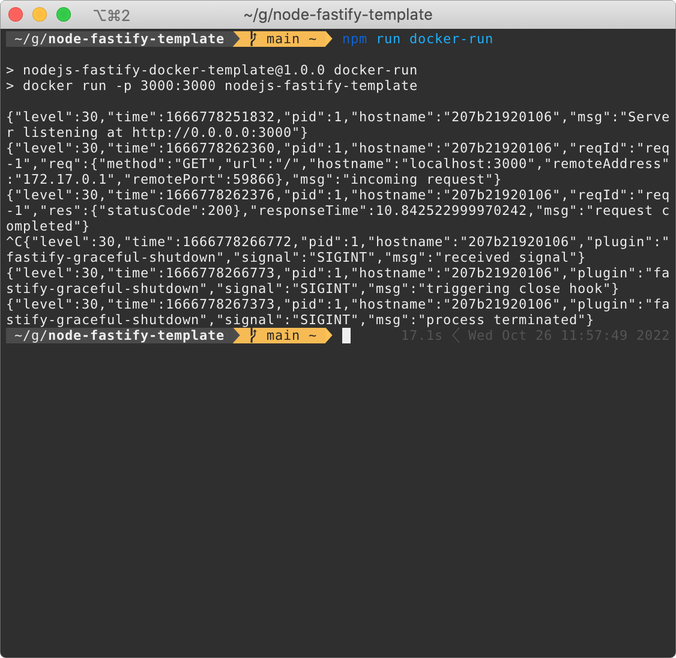 ⌥⌘2 ~/g/node-fastify-template
~/g/node-fastify-template main ~ npm run docker-run
> nodejs-fastify-docker-template@1.0.0 docker-run
> docker run -p 3000:3000 nodejs-fastify-template
{"level":30,"time":1666778251832,"pid":1,"hostname":"207b21920106","msg":"Serve
r listening at http://0.0.0.0:3000"}
{"level":30,"time":1666778262360,"pid":1,"hostname":"207b21920106","reqId":"req
-1","req":{"method":"GET","url":"/","hostname":"localhost:3000","remoteAddress"
:"172.17.0.1","remotePort":59866},"msg":"incoming request"}
{"level":30,"time":1666778262376,"pid":1,"hostname":"207b21920106","reqId":"req
-1","res":{"statusCode":200},"responseTime":10.842522999970242,"msg":"request c
ompleted"}
^C{"level":30,"time":1666778266772,"pid":1,"hostname":"207b21920106","plugin":"
fastify-graceful-shutdown","signal":"SIGINT","msg":"received signal"}
{"level":30,"time":1666778266773,"pid":1,"hostname":"207b21920106","plugin":"fa
stify-graceful-shutdown","signal":"SIGINT","msg":"triggering close hook"}
{"level":30,"time":1666778267373,"pid":1,"hostname":"207b21920106","plugin":"fa
stify-graceful-shutdown","signal":"SIGINT","msg":"process terminated"}
~/g/node-fastify-template main ~ 17.1s Wed Oct 26 11:57:49 2022